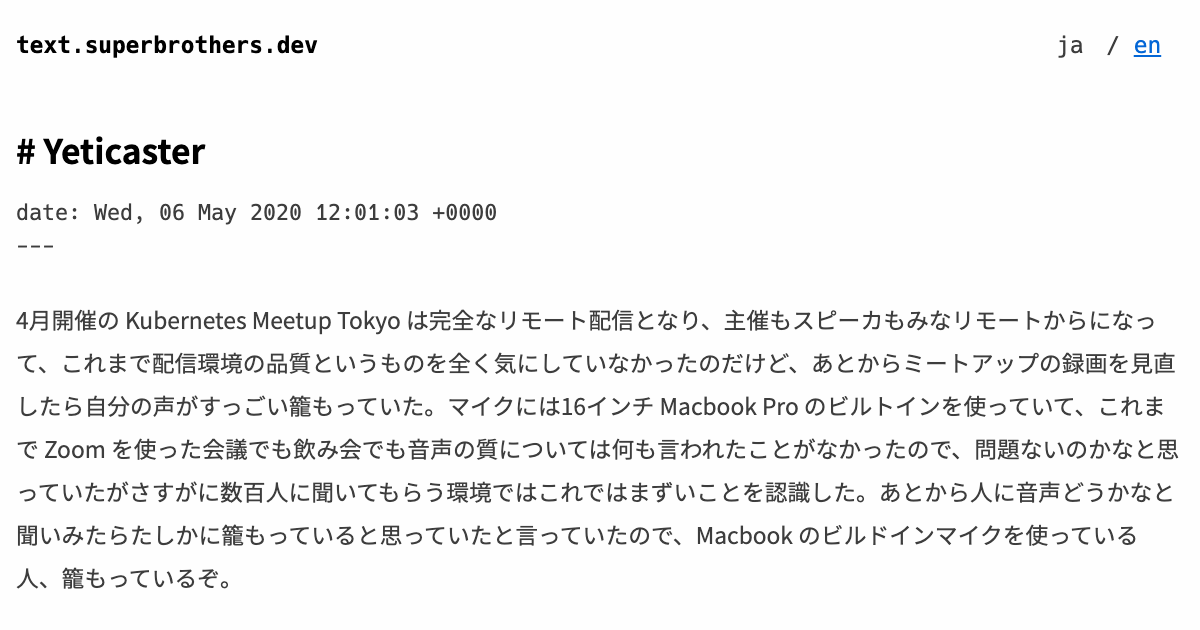 text.superbrothers.dev
ja / en
# Yeticaster
date: Wed, 06 May 2020 12:01:03 +0000
---
4月開催の Kubernetes Meetup Tokyo は完全なリモート配信となり、主催もスピーカもみなリモートからになっ
て、これまで配信環境の品質というものを全く気にしていなかったのだけど、あとからミートアップの録画を見直
したら自分の声がすっごい籠もっていた。マイクには16インチ Macbook Pro のビルトインを使っていて、これま
で Zoom を使った会議でも飲み会でも音声の質については何も言われたことがなかったので、問題ないのかなと思
っていたがさすがに数百人に聞いてもらう環境ではこれではまずいことを認識した。あとから人に音声どうかなと
聞いみたらたしかに籠もっていると思っていたと言っていたので、Macbook のビルドインマイクを使っている
人、籠もっているぞ。